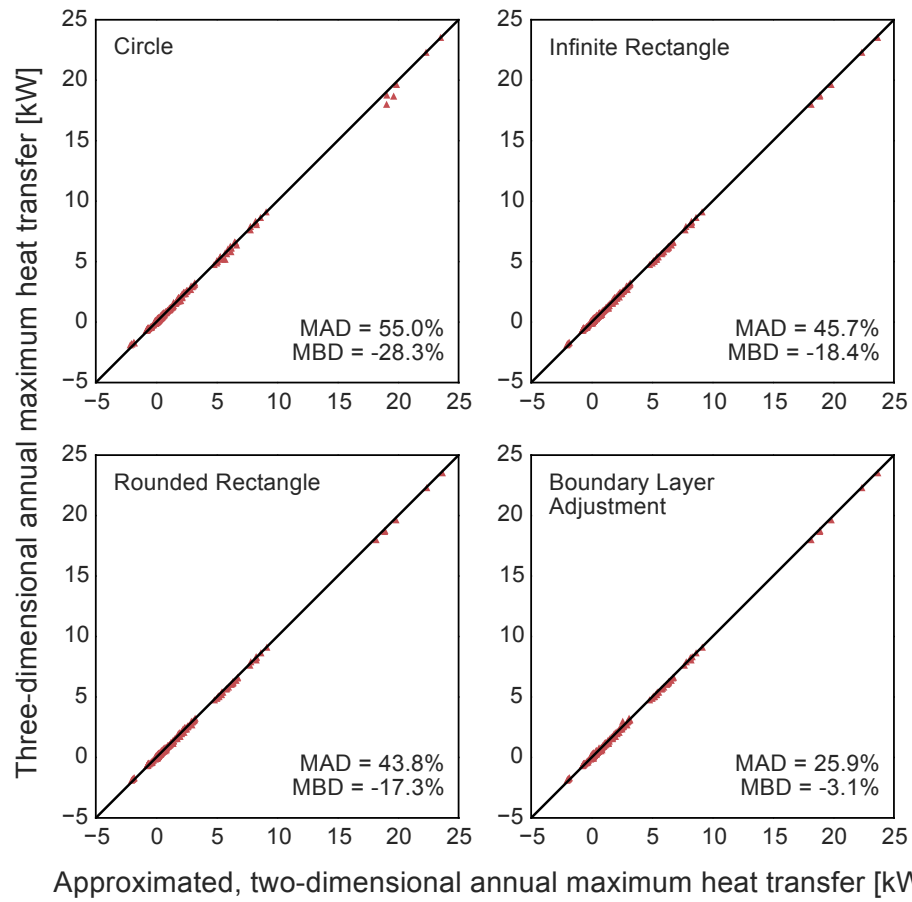 Three-dimensional annual maximum heat transfer [kW]
25
20
15
10
5
0
−5
Circle
MAD = 55.0%
MBD = -28.3%
−5 0 5 10 15 20 25
25
20
15
10
5
0
−5
Infinite Rectangle
MAD = 45.7%
MBD = -18.4%
−5 0 5 10 15 20 25
25
20
15
10
5
0
−5
Rounded Rectangle
MAD = 43.8%
MBD = -17.3%
−5 0 5 10 15 20 25
25
20
15
10
5
0
−5
Boundary Layer
Adjustment
MAD = 25.9%
MBD = -3.1%
−5 0 5 10 15 20 25
Approximated, two-dimensional annual maximum heat transfer [kW